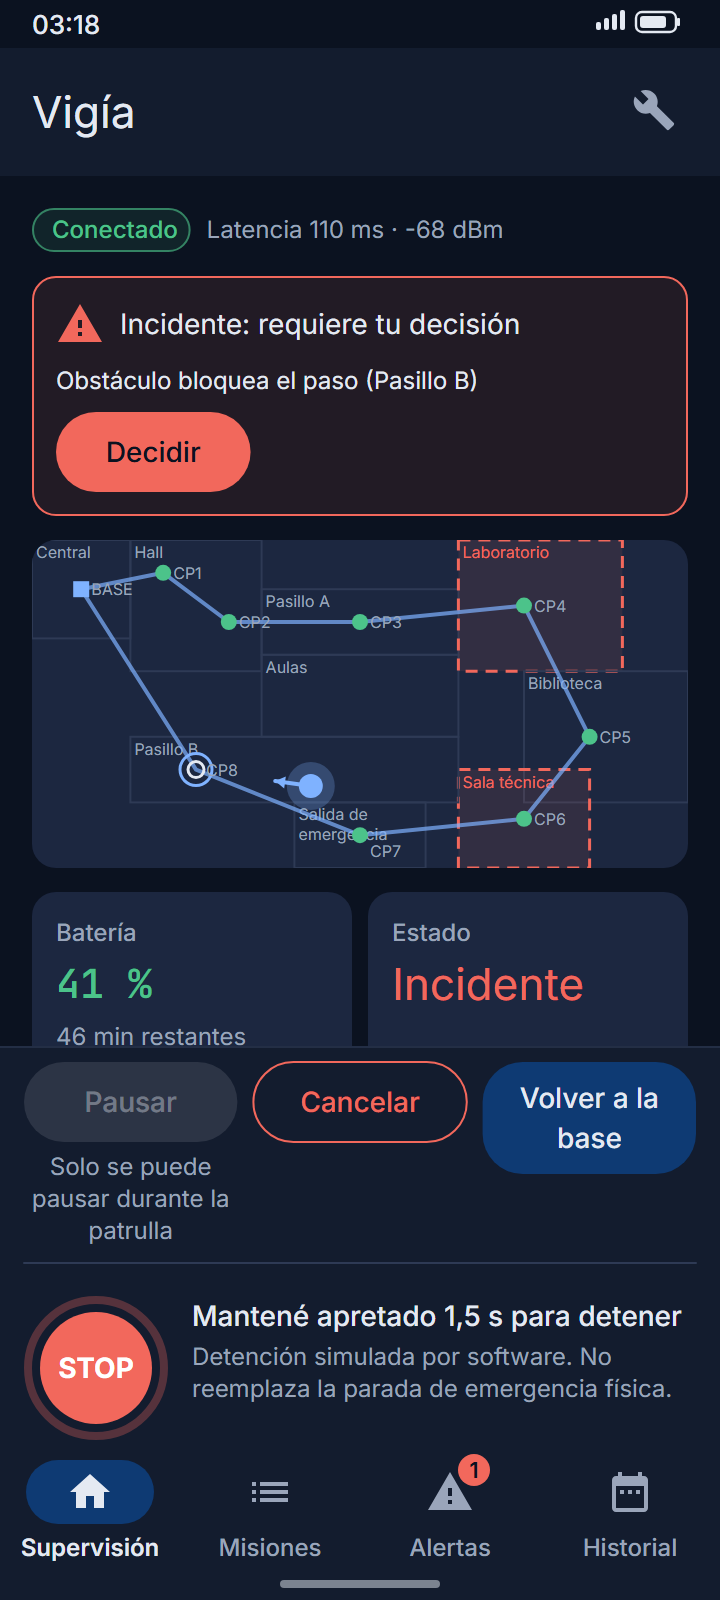 03:18
Vigía
Conectado
Latencia 110 ms · -68 dBm
Incidente: requiere tu decisión
Obstáculo bloquea el paso (Pasillo B)
Decidir
Central
Hall
Laboratorio
BASE
CP1
Pasillo A
CP2
CP3
CP4
Aulas
Biblioteca
CP5
Pasillo B
CP8
Sala técnica
Salida de
emergencia
CP6
CP7
Batería
41 %
46 min restantes
Estado
Incidente
Pausar
Solo se puede
pausar durante la
patrulla
Cancelar
Volver a la
base
STOP
Mantené apretado 1,5 s para detener
Detención simulada por software. No
reemplaza la parada de emergencia física.
1
Supervisión
Misiones
Alertas
Historial